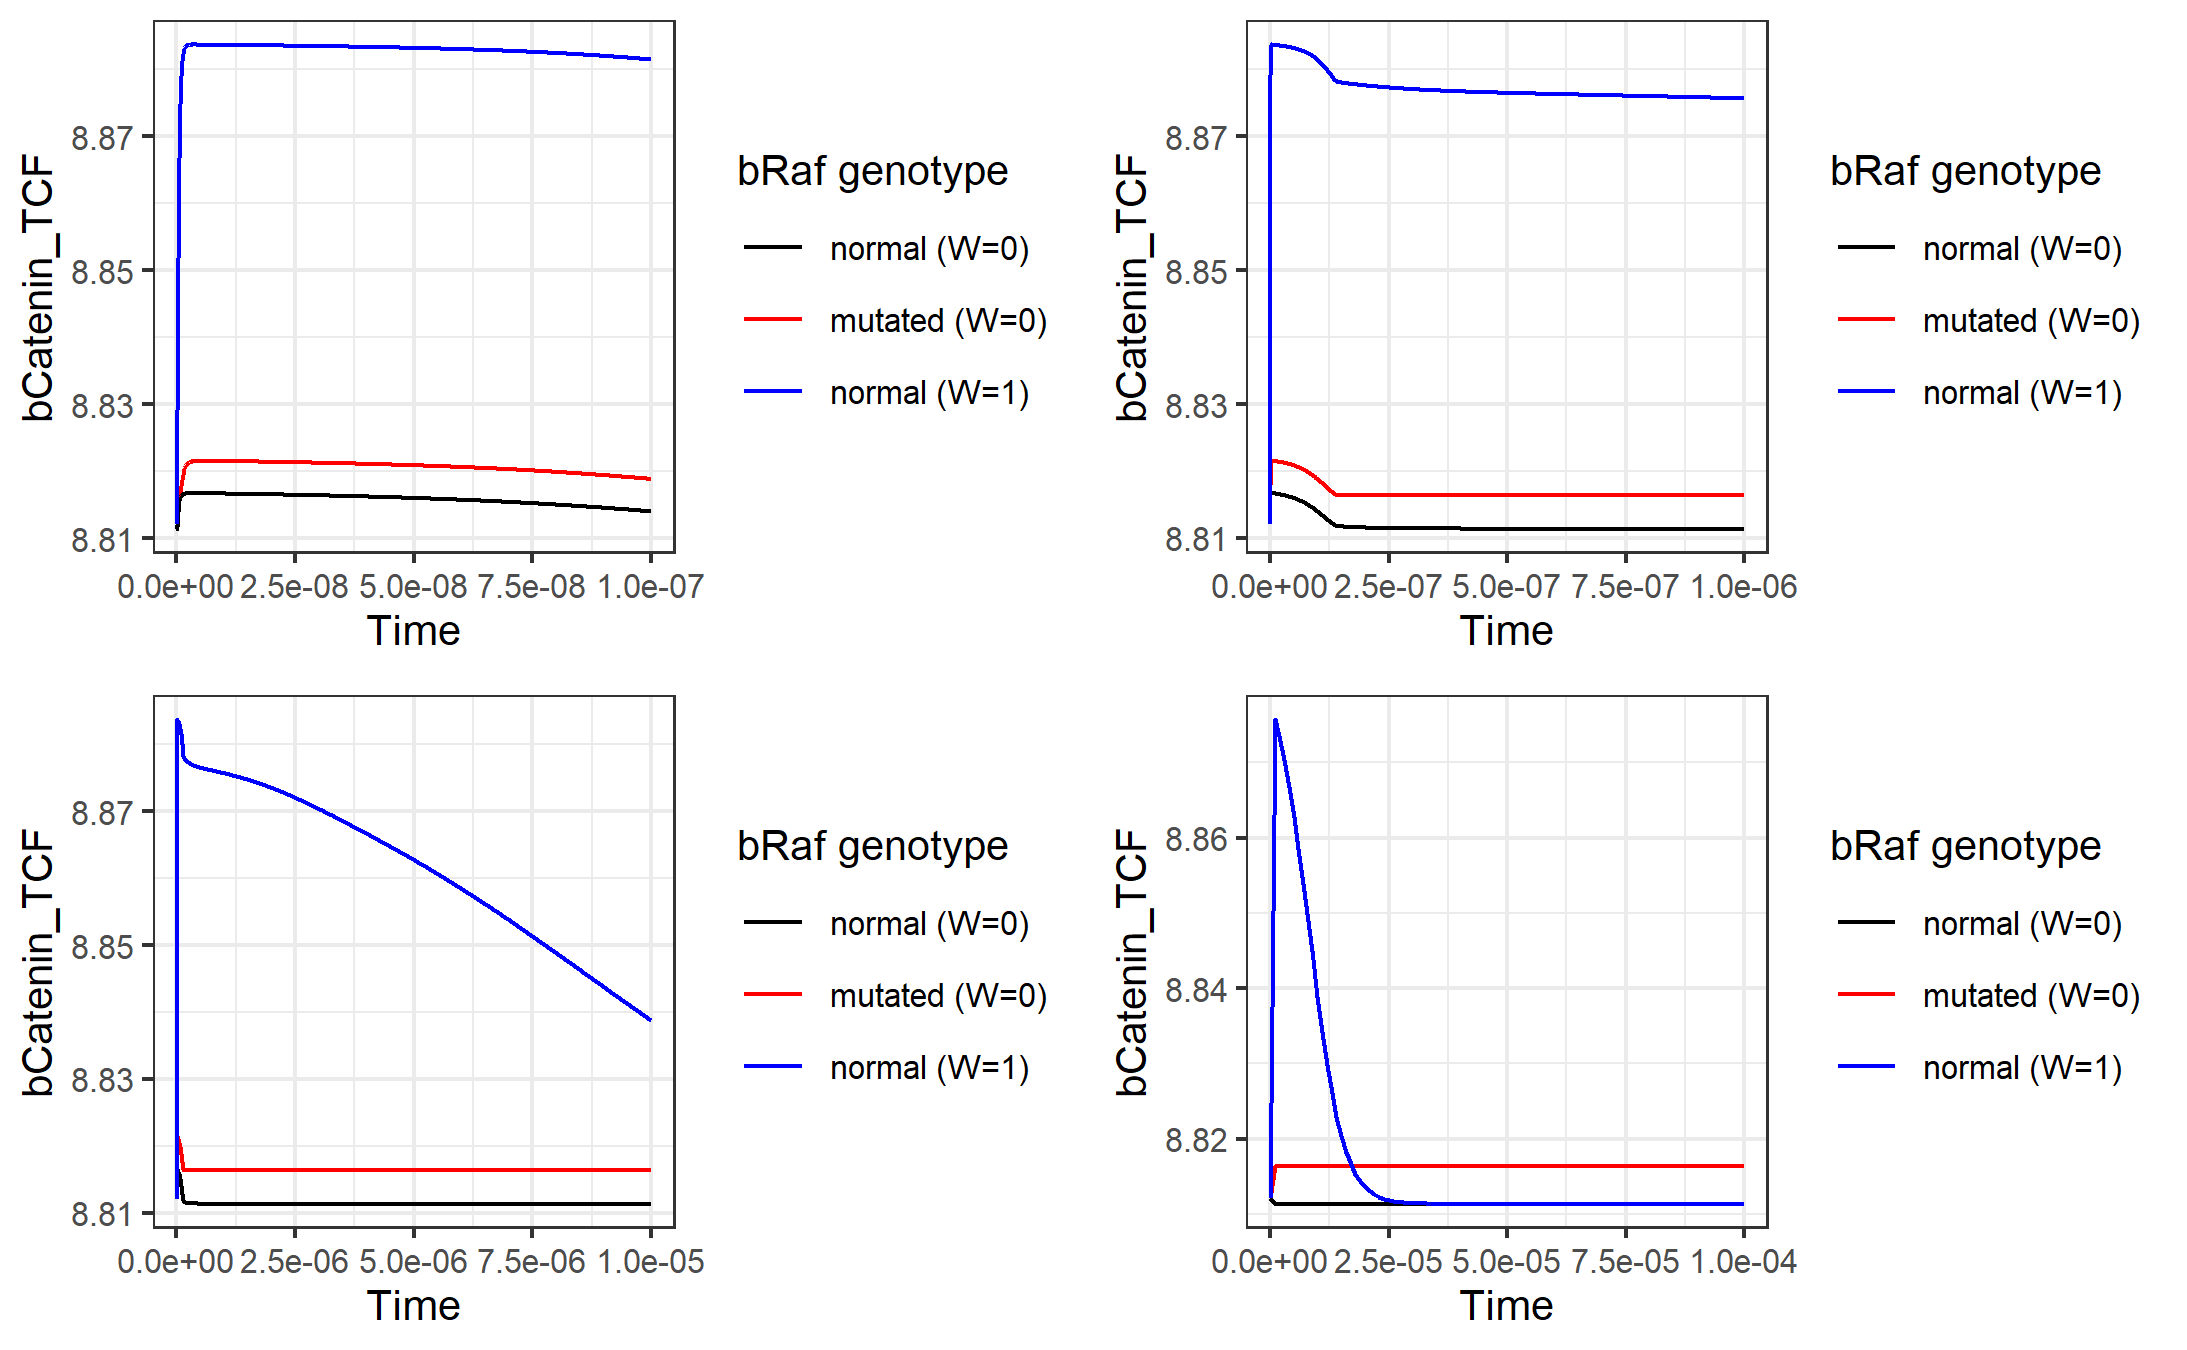 bCatenin_TCF
8.87
8.85
8.83
8.81
0.0e+00 2.5e-08 5.0e-08 7.5e-08 1.0e-07
Time
bRaf genotype
normal (W=0)
mutated (W=0)
normal (W=1)
bCatenin_TCF
8.87
8.85
8.83
8.81
0.0e+00 2.5e-07 5.0e-07 7.5e-07 1.0e-06
Time
bRaf genotype
normal (W=0)
mutated (W=0)
normal (W=1)
bCatenin_TCF
8.87
8.85
8.83
8.81
0.0e+00 2.5e-06 5.0e-06 7.5e-06 1.0e-05
Time
bRaf genotype
normal (W=0)
mutated (W=0)
normal (W=1)
bCatenin_TCF
8.86
8.84
8.82
0.0e+00 2.5e-05 5.0e-05 7.5e-05 1.0e-04
Time
bRaf genotype
normal (W=0)
mutated (W=0)
normal (W=1)